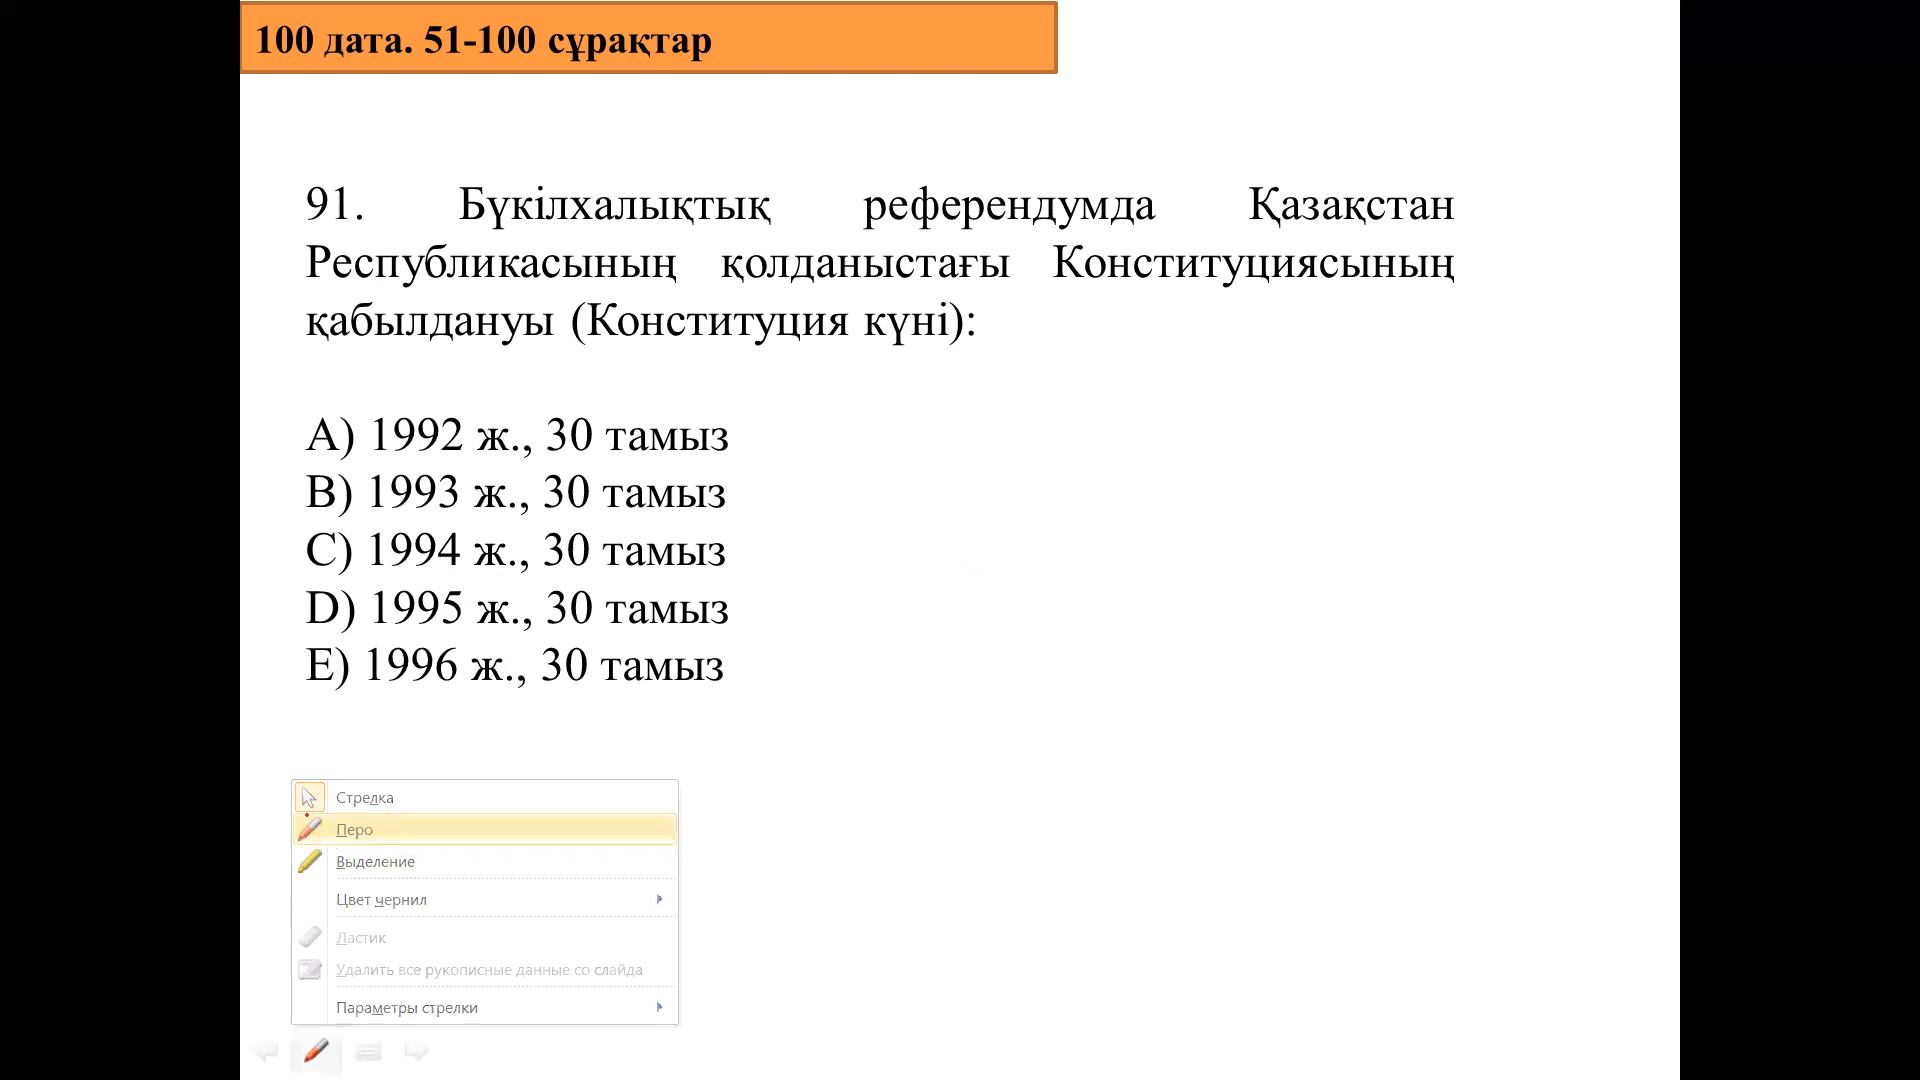 100 дата. 51-100 сұрақтар
91. Бүкілхалықтық референдумда Қазақстан
Республикасының қолданыстағы Конституциясының
қабылдануы (Конституция күні):
A) 1992 ж., 30 тамыз
B) 1993 ж., 30 тамыз
C) 1994 ж., 30 тамыз
D) 1995 ж., 30 тамыз
E) 1996 ж., 30 тамыз
Стрелка
Перо
Выделение
Цвет чернил
Ластик
Удалить все рукописные данные со слайда
Параметры стрелки